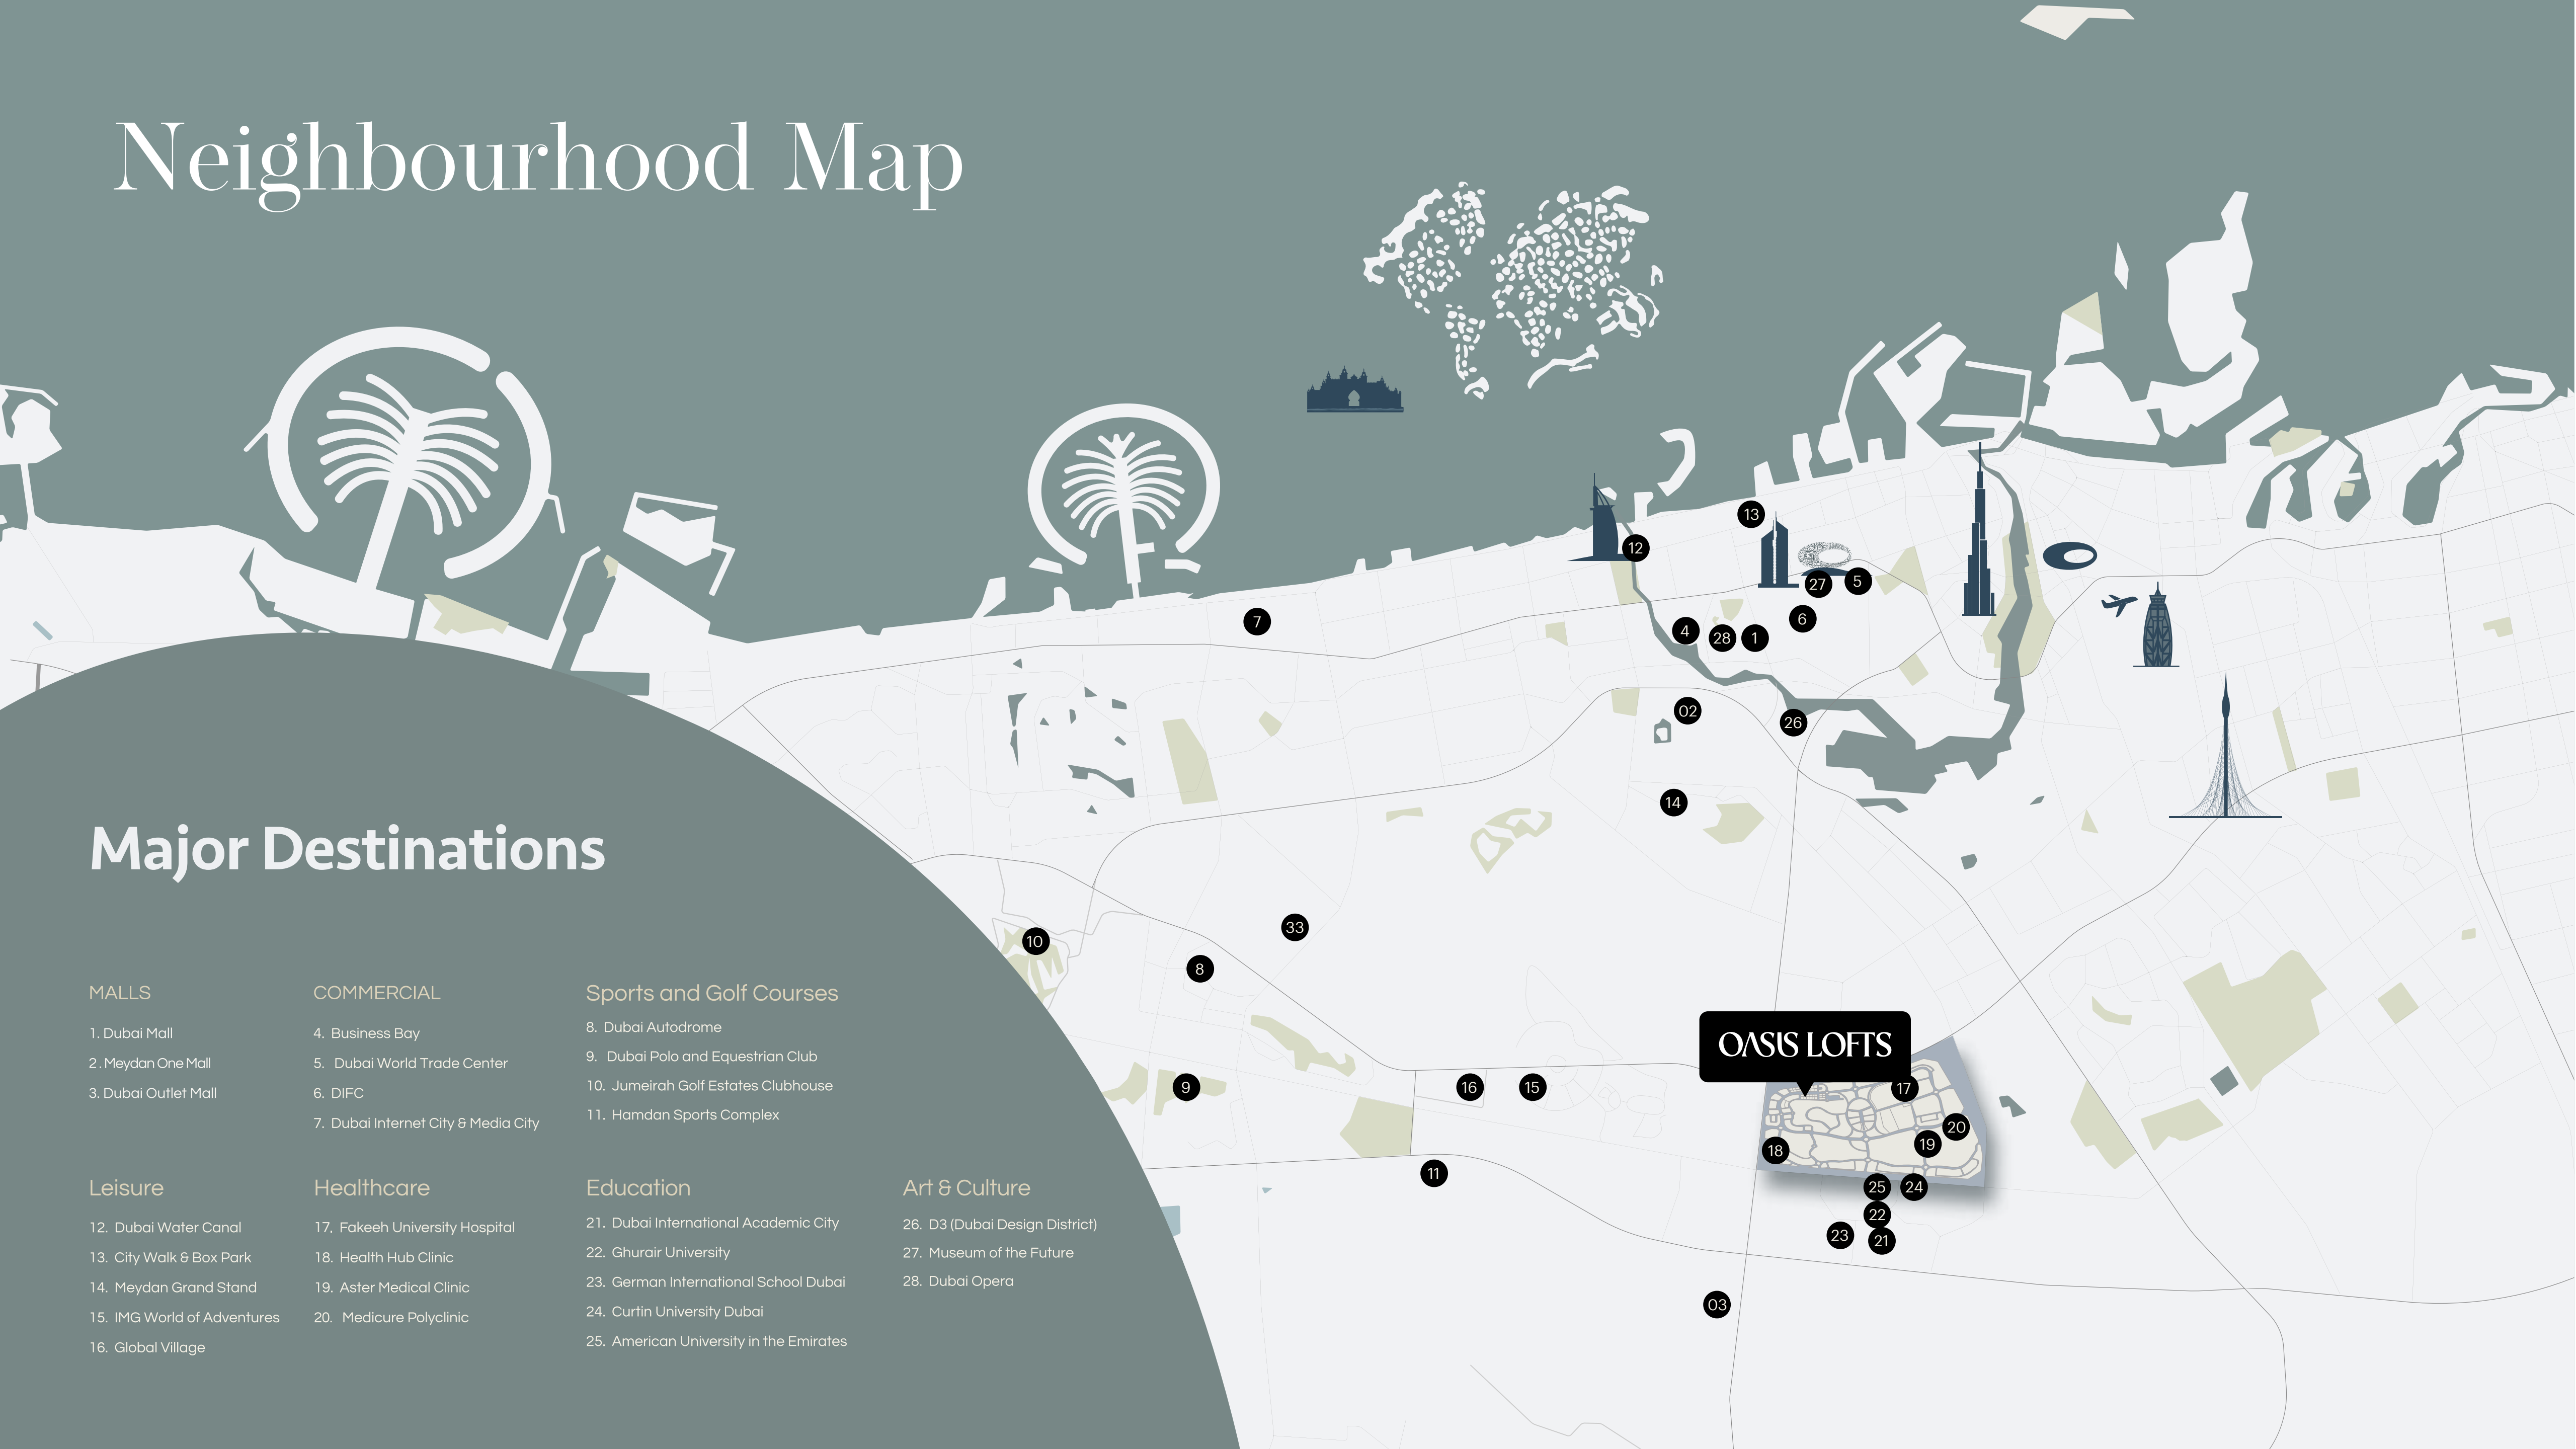 Neighbourhood Map
Major Destinations
MALLS
1. Dubai Mall
2. Meydan One Mall
3. Dubai Outlet Mall
COMMERCIAL
4. Business Bay
5. Dubai World Trade Center
6. DIFC
7. Dubai Internet City & Media City
Sports and Golf Courses
8. Dubai Autodrome
9. Dubai Polo and Equestrian Club
10. Jumeirah Golf Estates Clubhouse
11. Hamdan Sports Complex
Leisure
12. Dubai Water Canal
13. City Walk & Box Park
14. Meydan Grand Stand
15. IMG World of Adventures
16. Global Village
Healthcare
17. Fakeeh University Hospital
18. Health Hub Clinic
19. Aster Medical Clinic
20. Medicure Polyclinic
Education
21. Dubai International Academic City
22. Ghurair University
23. German International School Dubai
24. Curtin University Dubai
25. American University in the Emirates
Art & Culture
26. D3 (Dubai Design District)
27. Museum of the Future
28. Dubai Opera
13
12
27
5
7
6
4
28
1
02
26
14
33
10
8
OASIS LOFTS
9
16
15
17
20
19
18
11
25
24
22
23
21
03